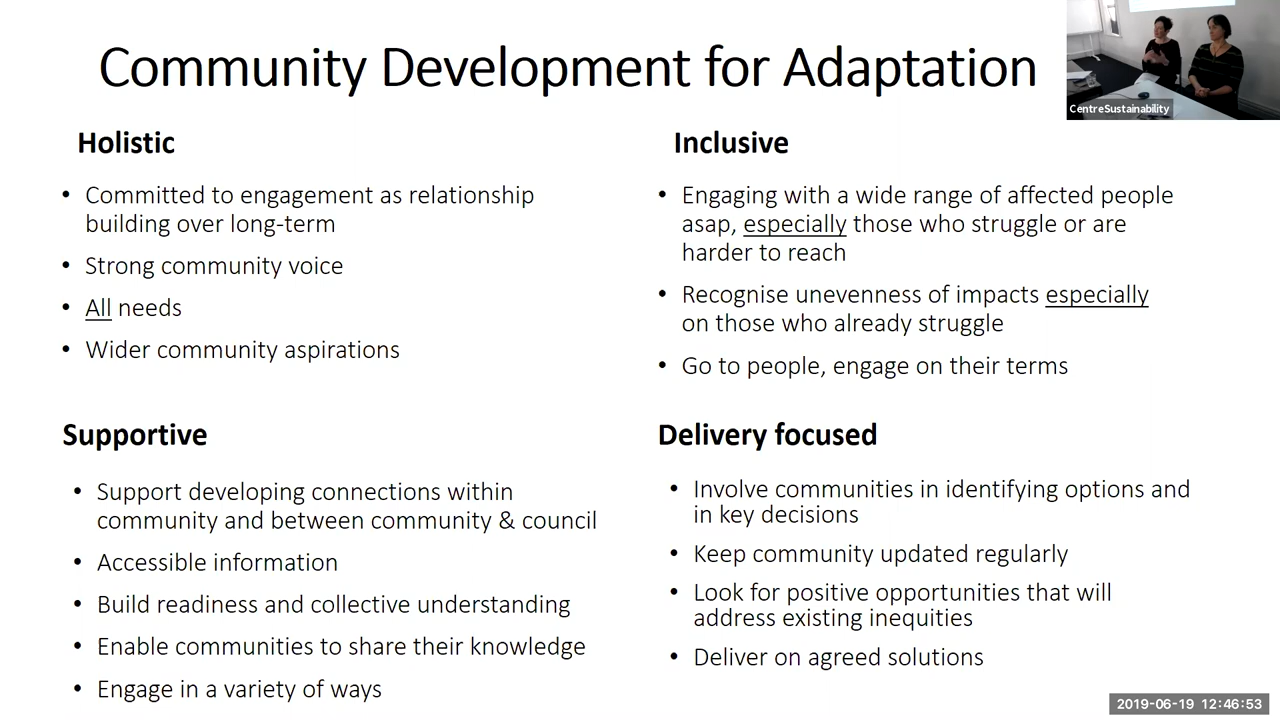 Community Development for Adaptation
CentreSustainability
Holistic
• Committed to engagement as relationship
building over long-term
• Strong community voice
• All needs
• Wider community aspirations
Inclusive
• Engaging with a wide range of affected people
asap, especially those who struggle or are
harder to reach
• Recognise unevenness of impacts especially
on those who already struggle
• Go to people, engage on their terms
Supportive
• Support developing connections within
community and between community & council
• Accessible information
• Build readiness and collective understanding
• Enable communities to share their knowledge
• Engage in a variety of ways
Delivery focused
• Involve communities in identifying options and
in key decisions
• Keep community updated regularly
• Look for positive opportunities that will
address existing inequities
• Deliver on agreed solutions
2019-06-19 12:46:53